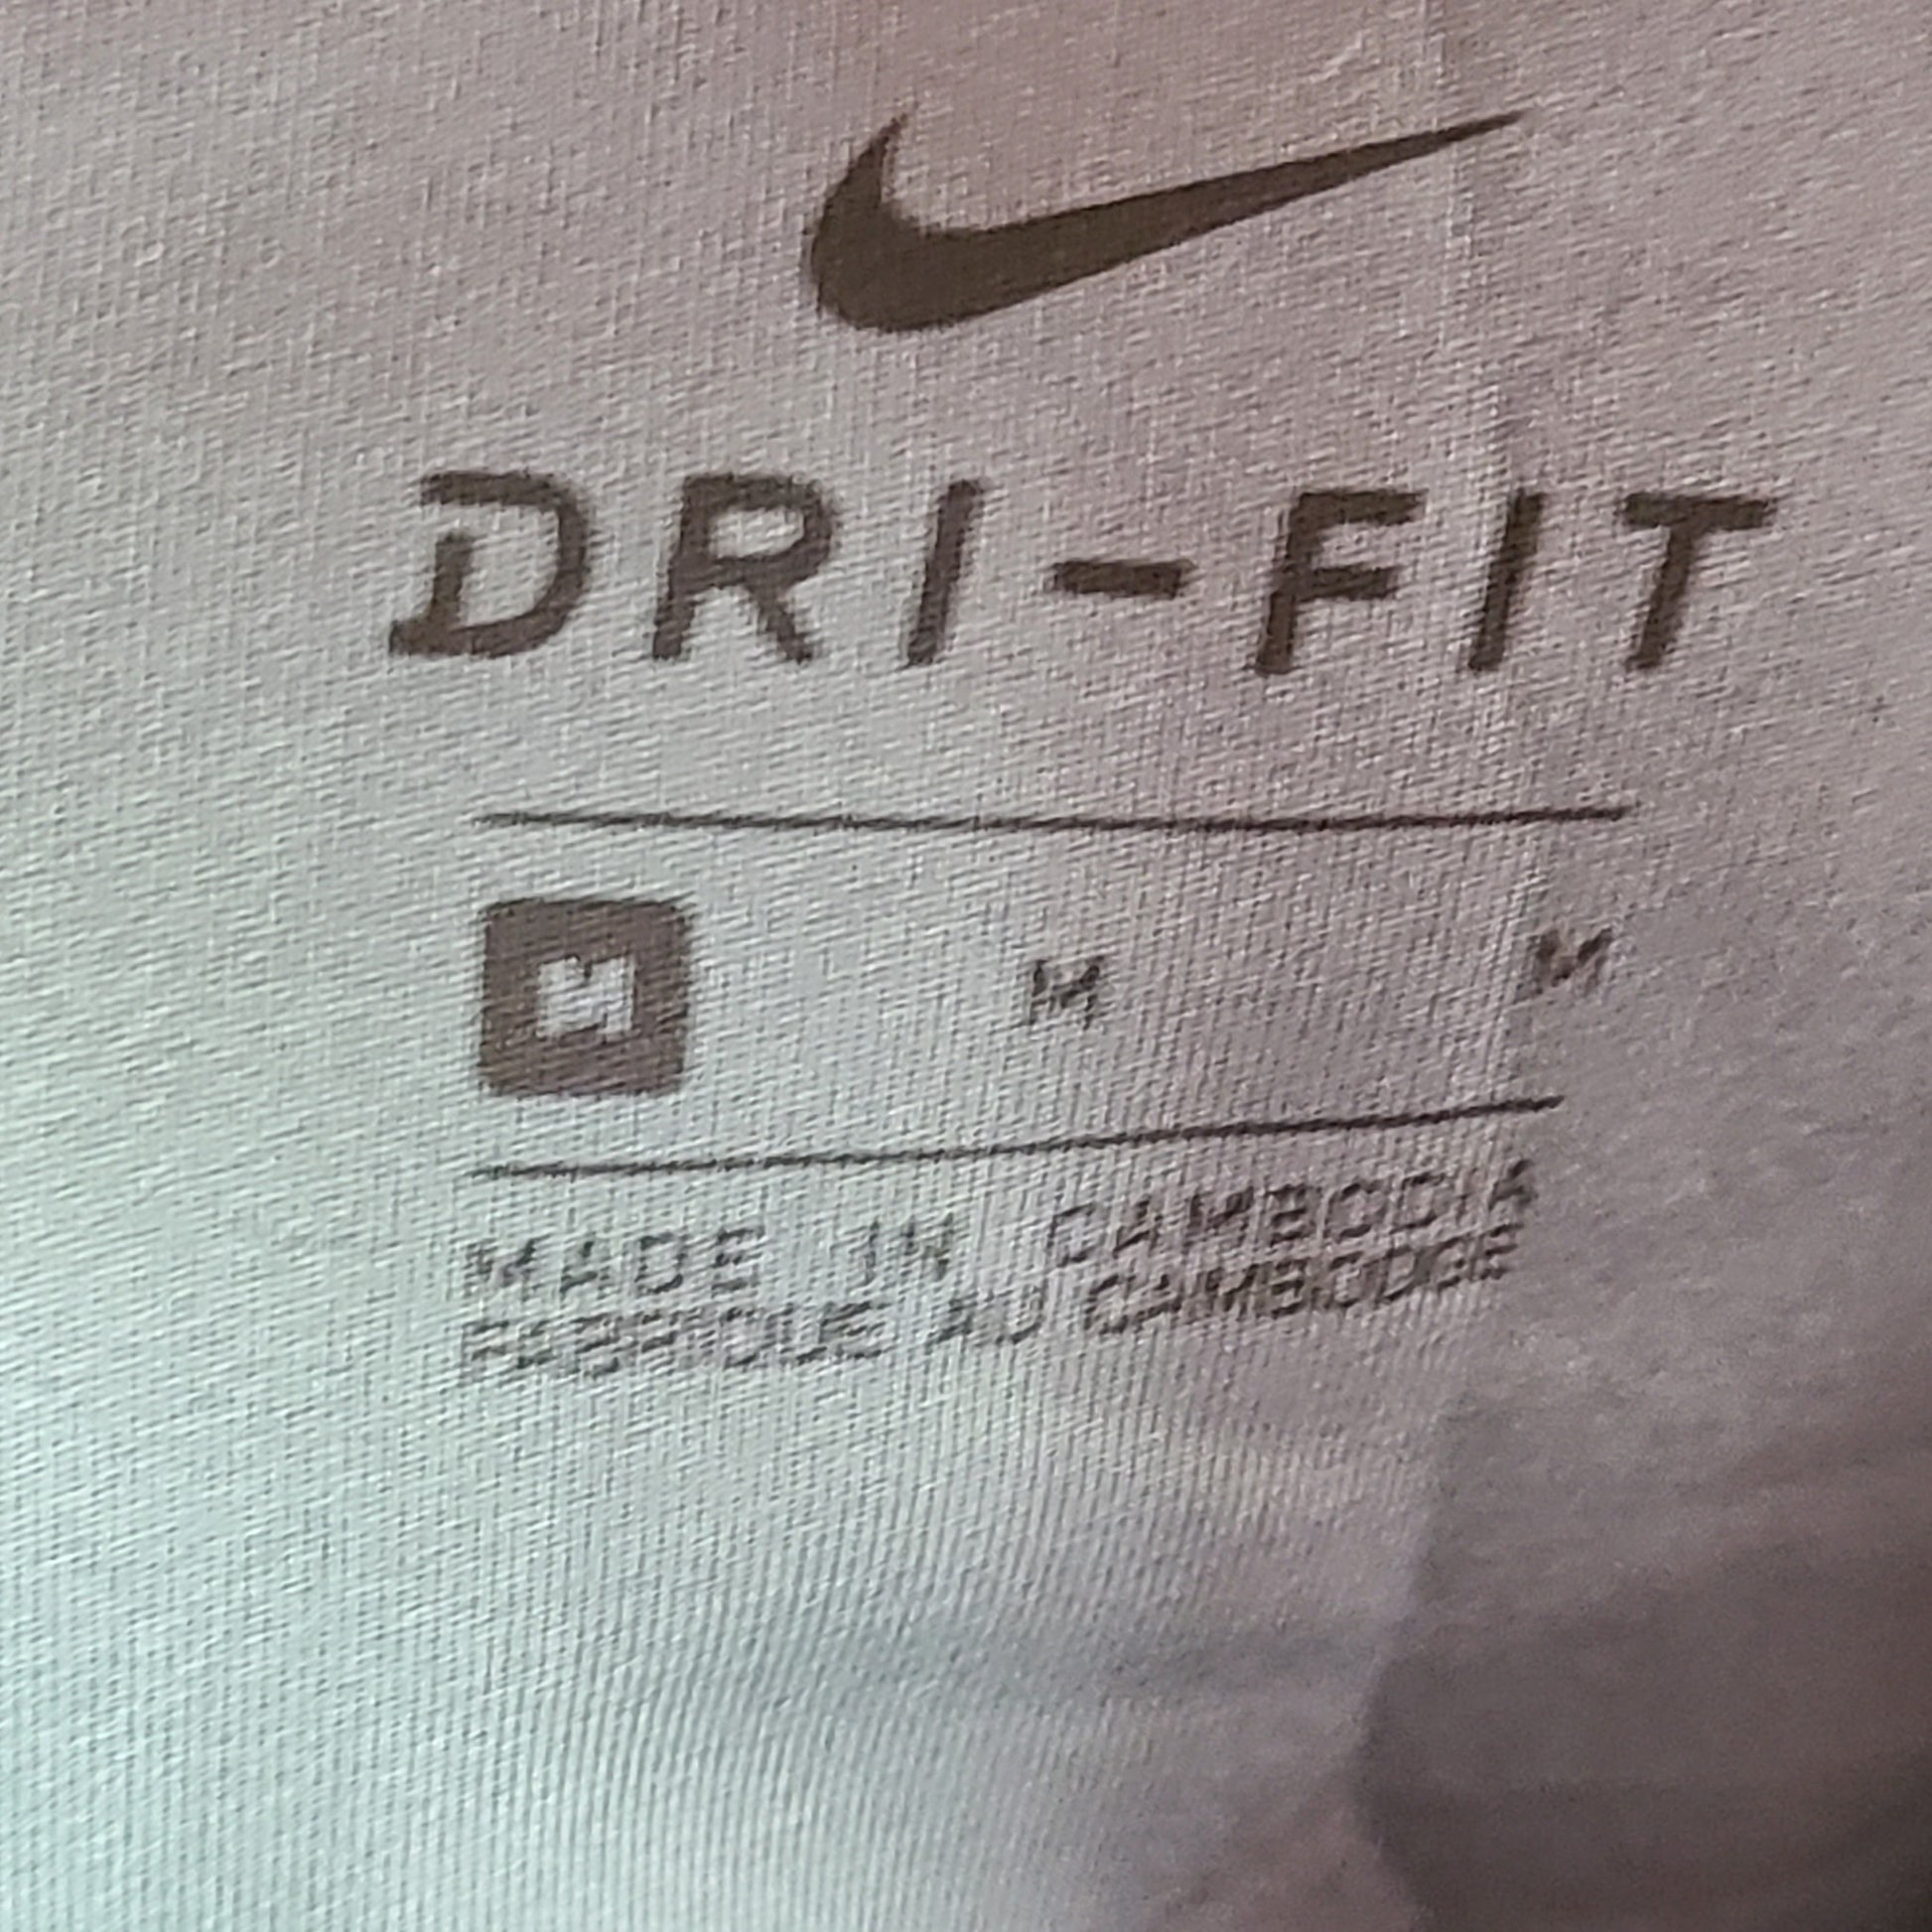 DRI-FIT
M M M
MADE IN CAMBODIA
FABRIQUE AU CAMBODGE